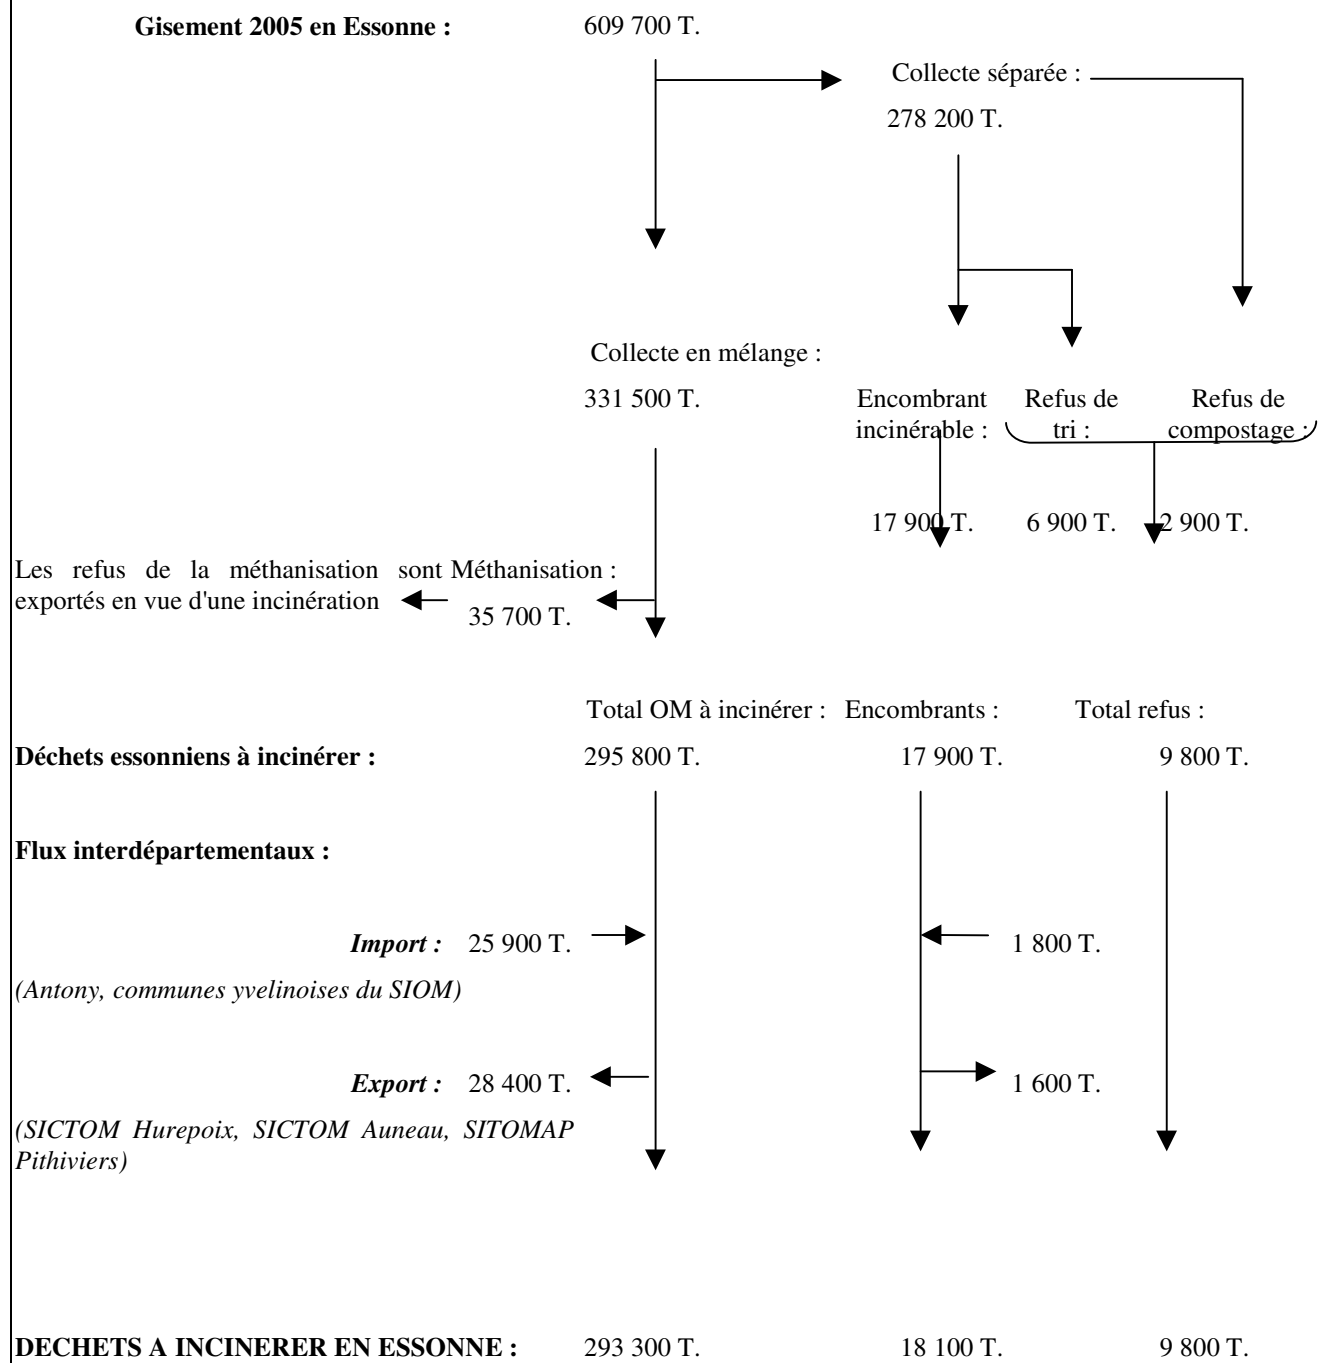 Gisement 2005 en Essonne : 609 700 T.
Collecte séparée :
278 200 T.
Collecte en mélange :
331 500 T.
Encombrant incinérable :
Refus de tri :
Refus de compostage :
17 900 T. 6 900 T. 2 900 T.
Les refus de la méthanisation sont
exportés en vue d'une incinération
Méthanisation :
35 700 T.
Total OM à incinérer : Encombrants : Total refus :
Déchets essonniens à incinérer : 295 800 T. 17 900 T. 9 800 T.
Flux interdépartementaux :
Import : 25 900 T. 1 800 T.
(Antony, communes yvelinoises du SIOM)
Export : 28 400 T. 1 600 T.
(SICTOM Hurepoix, SICTOM Auneau, SITOMAP
Pithiviers)
DECHETS A INCINERER EN ESSONNE : 293 300 T. 18 100 T. 9 800 T.